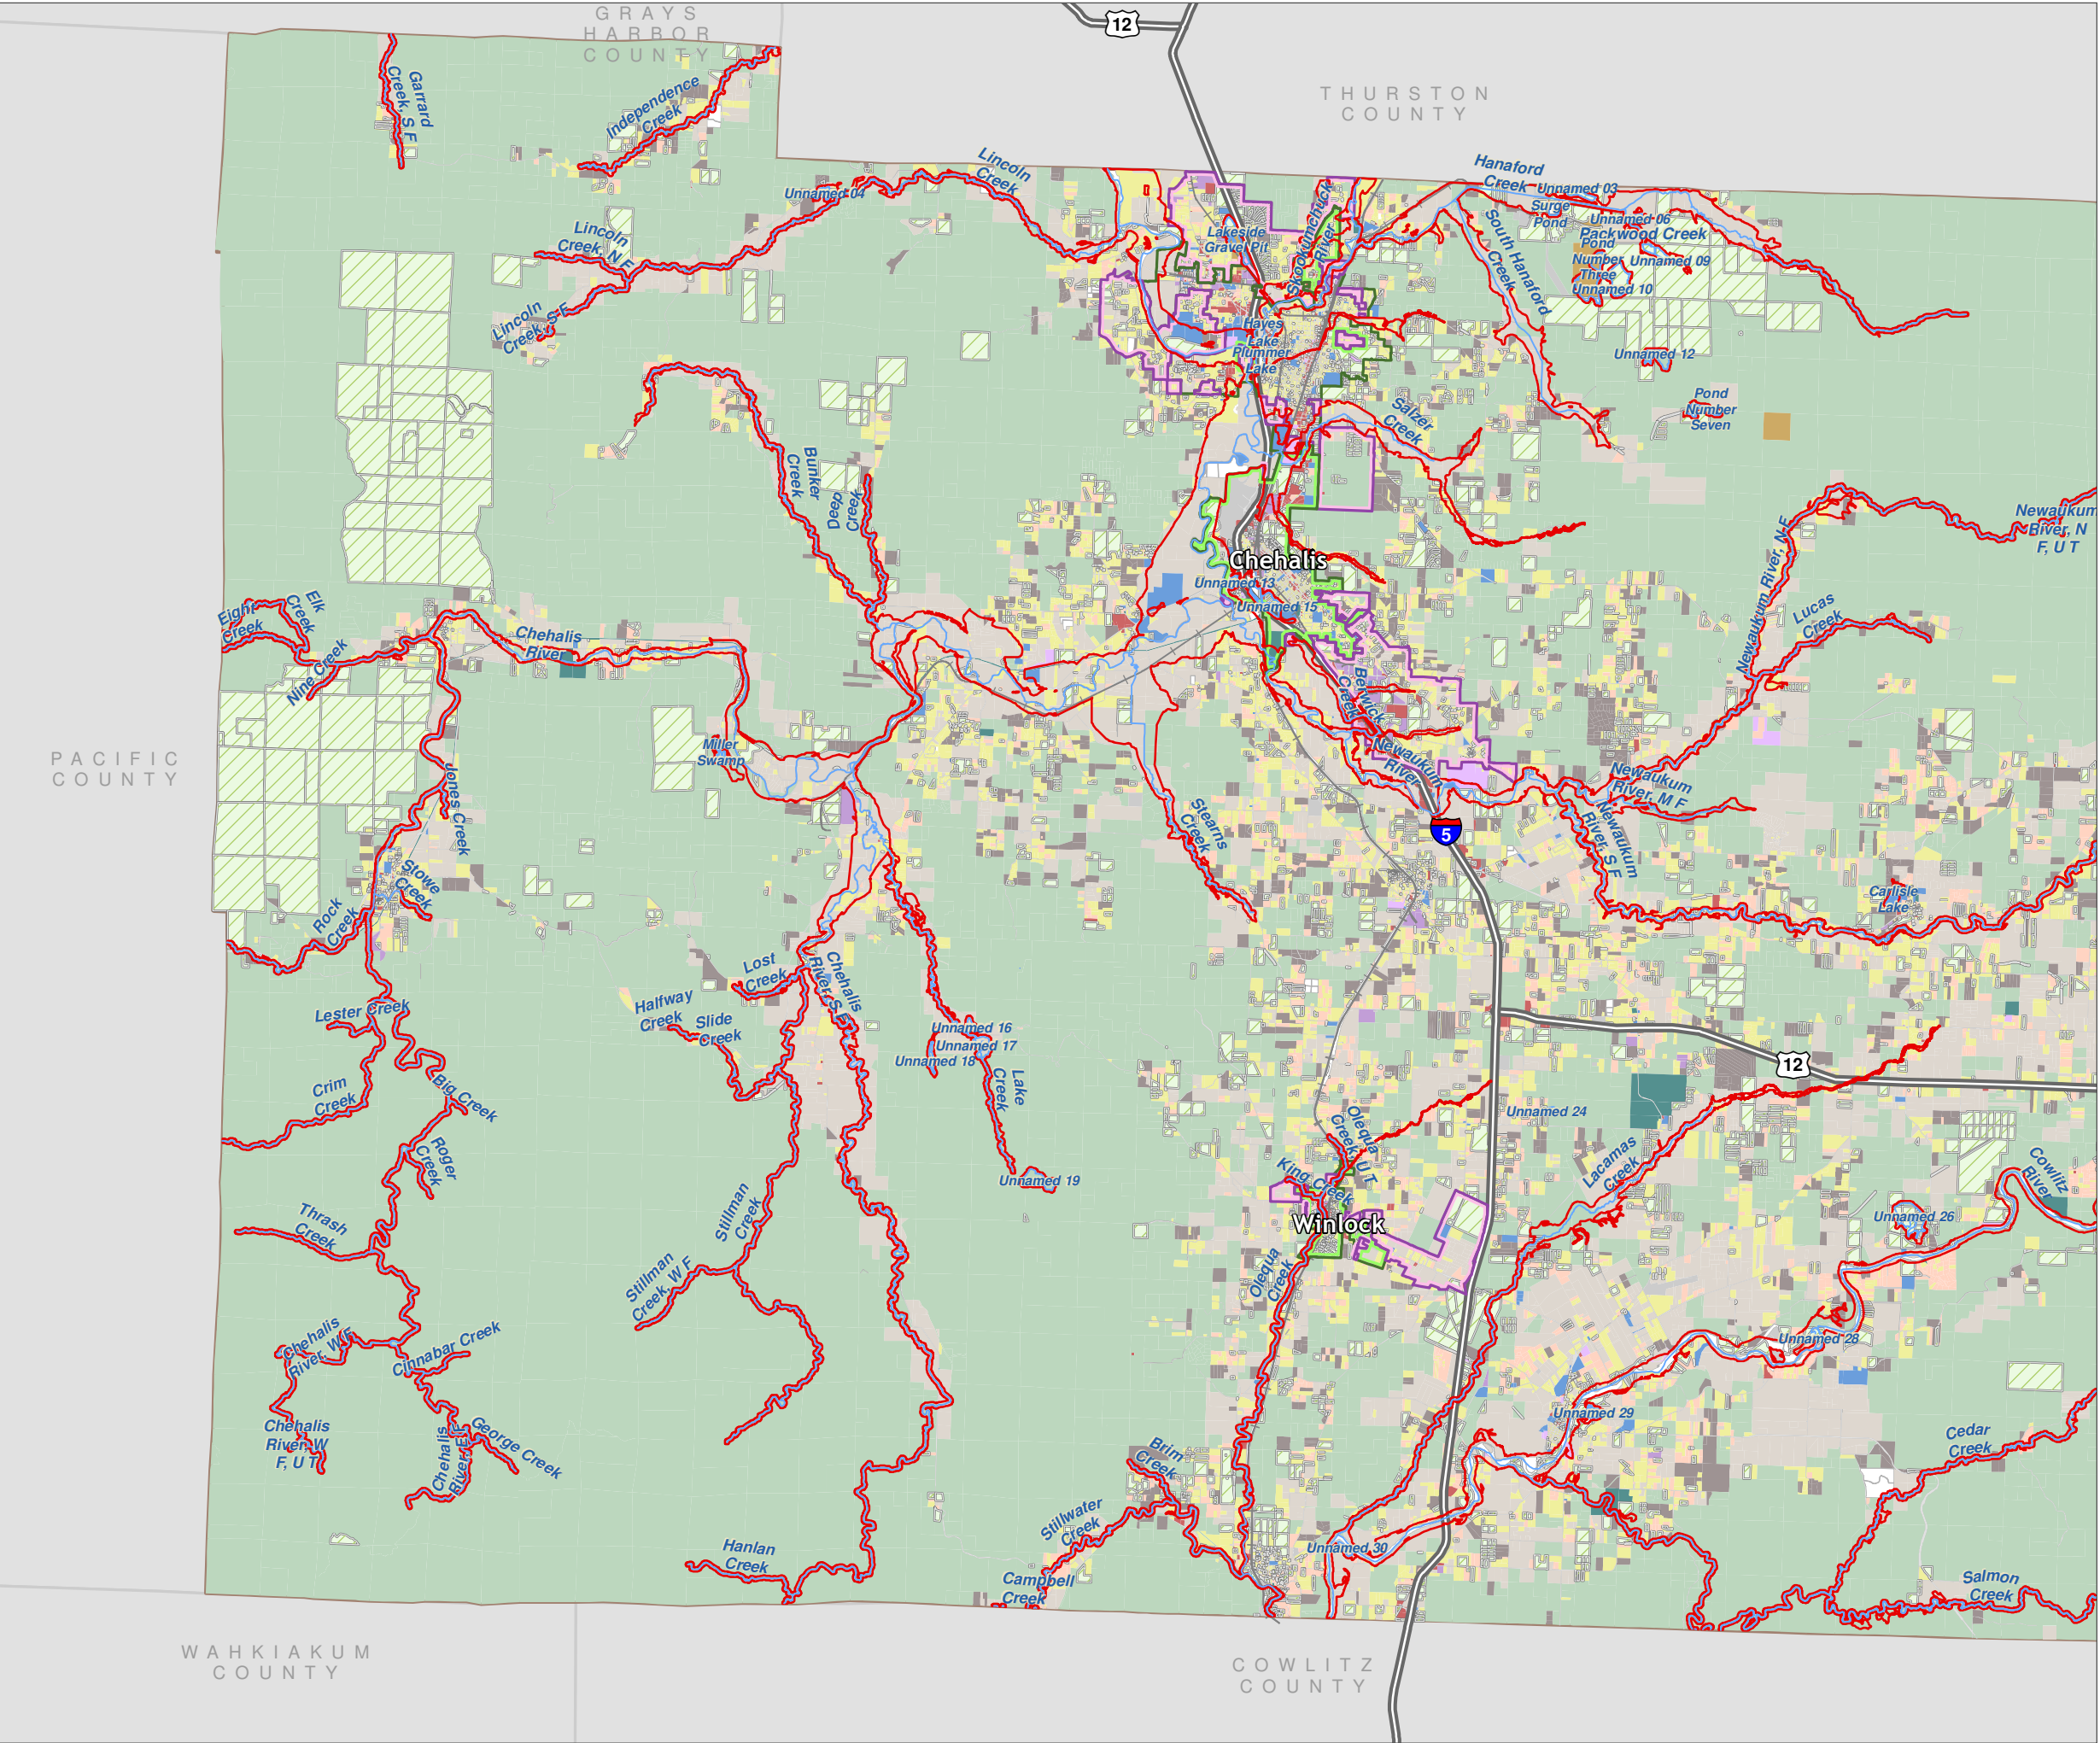 GRAYS
HARBOR
COUNTY
12
THURSTON
COUNTY
Garrard
Creek, S F
Independence
Creek
Lincoln
Creek
Unnamed 04
Hanaford
Creek
Unnamed 03
Surge
Pond
Unnamed 06
Packwood Creek
Pond
Number
Three
Unnamed 09
Unnamed 10
Lakeside
Gravel Pit
Skookumchuck
River
South Hanaford
Creek
Lincoln
Creek, N F
Lincoln
Creek, S F
Hayes
Lake
Plummer
Lake
Unnamed 12
Pond
Number
Seven
Salzer
Creek
Bunker
Creek
Deep
Creek
Newaukum
River, N
F, U T
Newaukum River, N F
Chehalis
Unnamed 13
Unnamed 15
Lucas
Creek
Eight
Creek
Elk
Creek
Nine Creek
Chehalis
River
Berwick
Creek
PACIFIC
COUNTY
Miller
Swamp
Newaukum
River
Newaukum
River, M F
Newaukum
River, S F
Jones Creek
Stearns
Creek
5
Stowe
Creek
Rock
Creek
Carlisle
Lake
Lost
Creek
Chehalis
River, S F
Halfway
Creek
Slide
Creek
Lester Creek
Unnamed 16
Unnamed 17
Unnamed 18
Lake
Creek
12
Crim
Creek
Big Creek
Unnamed 24
Olequa
Creek, U T
Roger
Creek
Lacamas
Creek
King Creek
Unnamed 19
Cowlitz
River
Thrash
Creek
Stillman
Creek
Winlock
Unnamed 26
Stillman
Creek, W F
Olequa
Creek
Chehalis
River, W F
Cinnabar Creek
Unnamed 28
Chehalis
River, W
F, U T
Chehalis
River, E F
George Creek
Unnamed 29
Cedar
Creek
Brim
Creek
Stillwater
Creek
Hanlan
Creek
Unnamed 30
Campbell
Creek
Salmon
Creek
WAHKIAKUM
COUNTY
COWLITZ
COUNTY